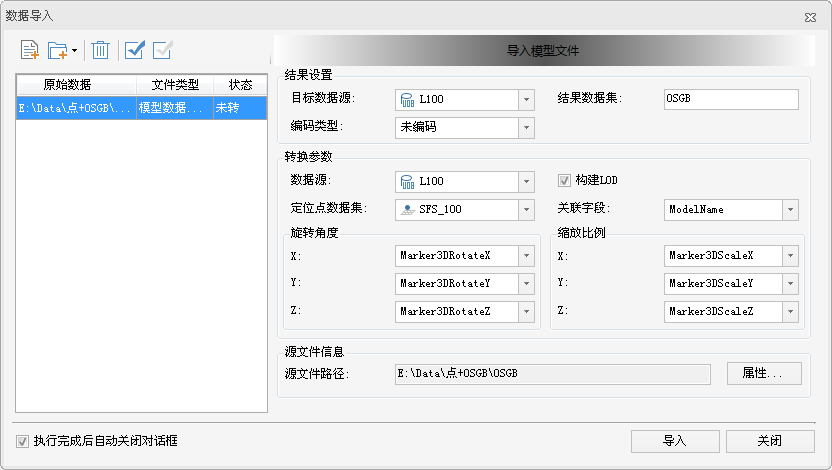 数据导入
导入模型文件
原始数据 文件类型 状态
E:\Data\点+OSGB\... 模型数据... 未转
结果设置
目标数据源: L100 结果数据集: OSGB
编码类型: 未编码
转换参数
数据源: L100 构建LOD
定位点数据集: SFS_100 关联字段: ModelName
旋转角度 缩放比例
X: Marker3DRotateX X: Marker3DScaleX
Y: Marker3DRotateY Y: Marker3DScaleY
Z: Marker3DRotateZ Z: Marker3DScaleZ
源文件信息
源文件路径: E:\Data\点+OSGB\OSGB 属性...
执行完成后自动关闭对话框 导入 关闭